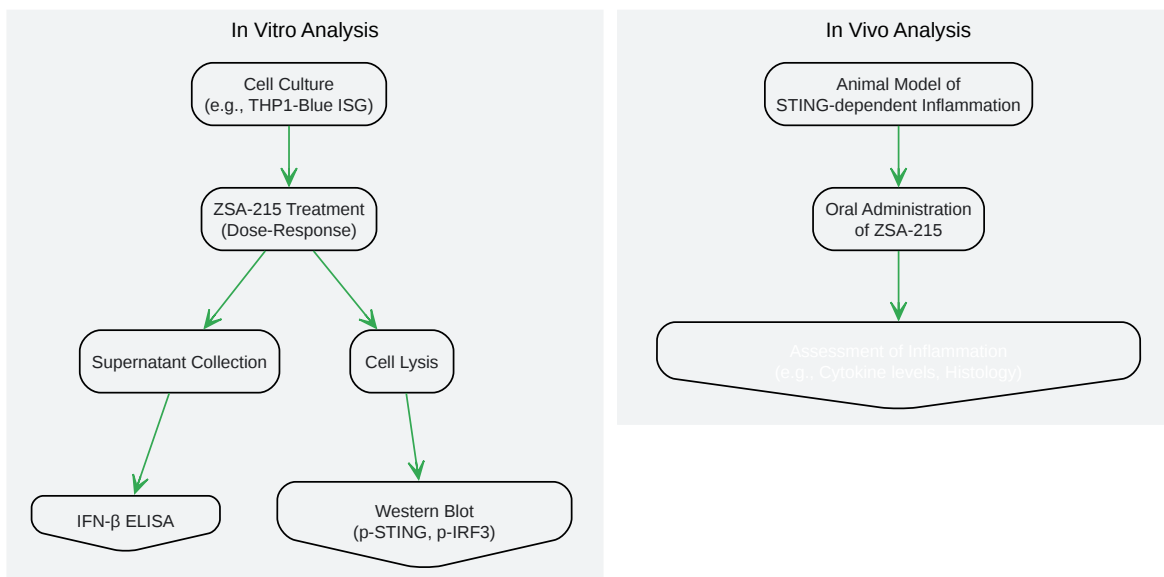 In Vitro Analysis
Cell Culture
(e.g., THP1-Blue ISG)
ZSA-215 Treatment
(Dose-Response)
Supernatant Collection
Cell Lysis
IFN-β ELISA
Western Blot
(p-STING, p-IRF3)
In Vivo Analysis
Animal Model of
STING-dependent Inflammation
Oral Administration
of ZSA-215
Assessment of Inflammation
(e.g., Cytokine levels, Histology)